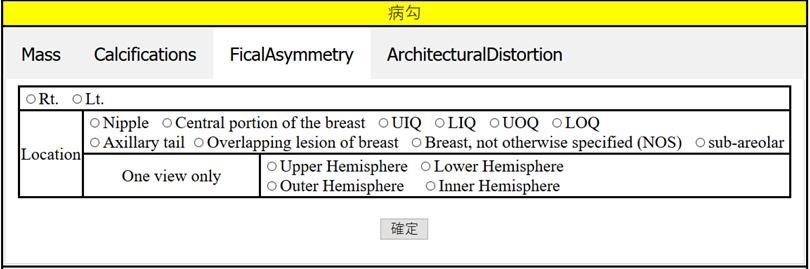 病勾
Mass Calcifications FicalAsymmetry ArchitecturalDistortion
Rt. Lt.
Location
Nipple Central portion of the breast UIQ LIQ UOQ LOQ
Axillary tail Overlapping lesion of breast Breast, not otherwise specified (NOS) sub-areolar
One view only
Upper Hemisphere Lower Hemisphere
Outer Hemisphere Inner Hemisphere
確定